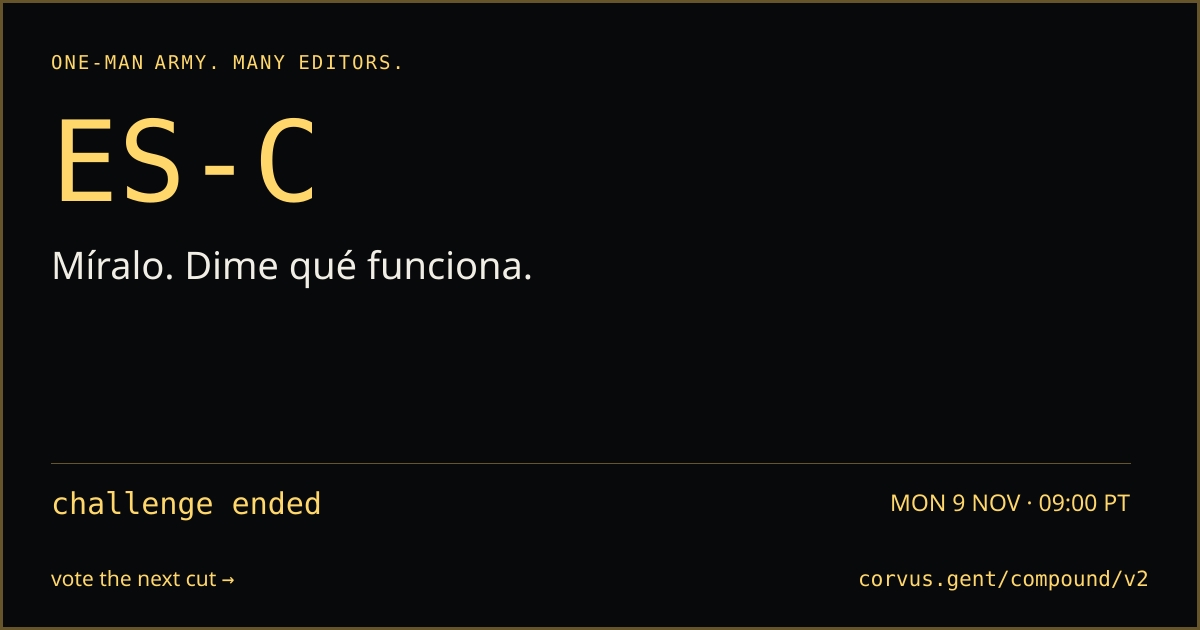 ONE-MAN ARMY. MANY EDITORS.
ES-C
Míralo. Dime qué funciona.
challenge ended
MON 9 NOV · 09:00 PT
vote the next cut →
corvus.gent/compound/v2